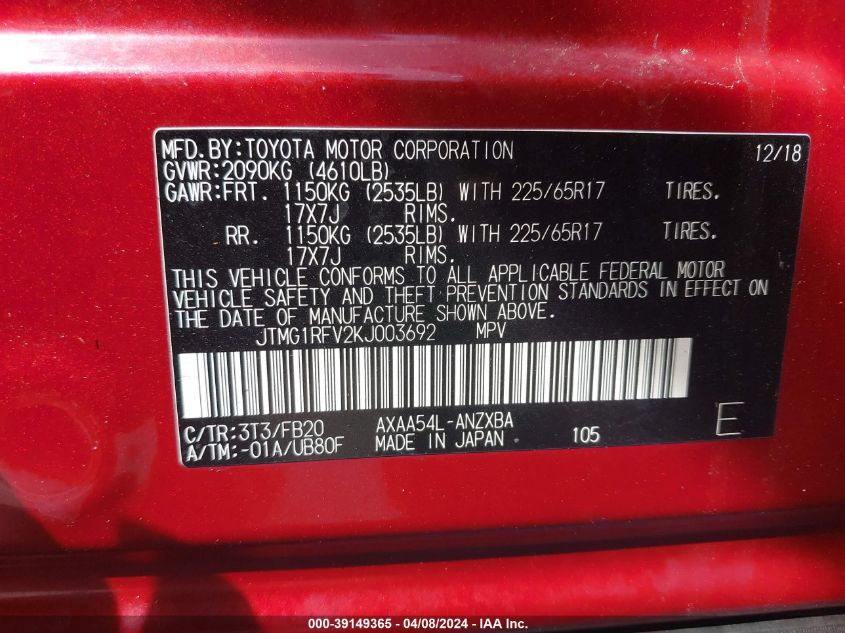 MFD.BY:TOYOTA MOTOR CORPORATION 12/18
GVWR:2090KG (4610LB)
GAWR:FRT. 1150KG (2535LB) WITH 225/65R17 TIRES.
17X7J RIMS.
RR. 1150KG (2535LB) WITH 225/65R17 TIRES.
17X7J RIMS.
THIS VEHICLE CONFORMS TO ALL APPLICABLE FEDERAL MOTOR
VEHICLE SAFETY AND THEFT PREVENTION STANDARDS IN EFFECT ON
THE DATE OF MANUFACTURE SHOWN ABOVE.
JTMG1RFV2KJ003692 MPV
C/TR:3T3/FB20 AXAA54L-ANZXBA
A/TM:-01A/UB80F MADE IN JAPAN 105 E
000-39149365 - 04/08/2024 - IAA Inc.